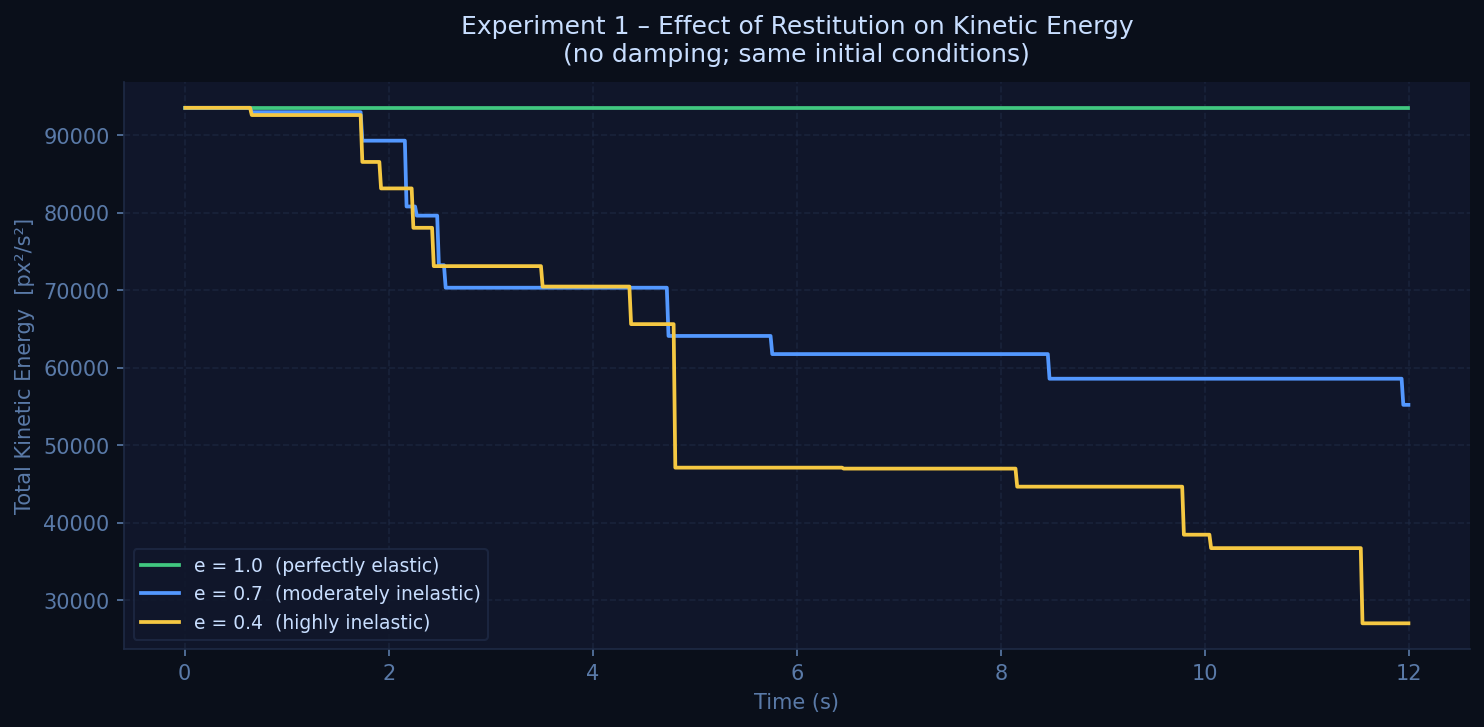 Experiment 1 – Effect of Restitution on Kinetic Energy
(no damping; same initial conditions)
Total Kinetic Energy  [px²/s²]
90000
80000
70000
60000
50000
40000
30000
e = 1.0  (perfectly elastic)
e = 0.7  (moderately inelastic)
e = 0.4  (highly inelastic)
0 2 4 6 8 10 12
Time (s)